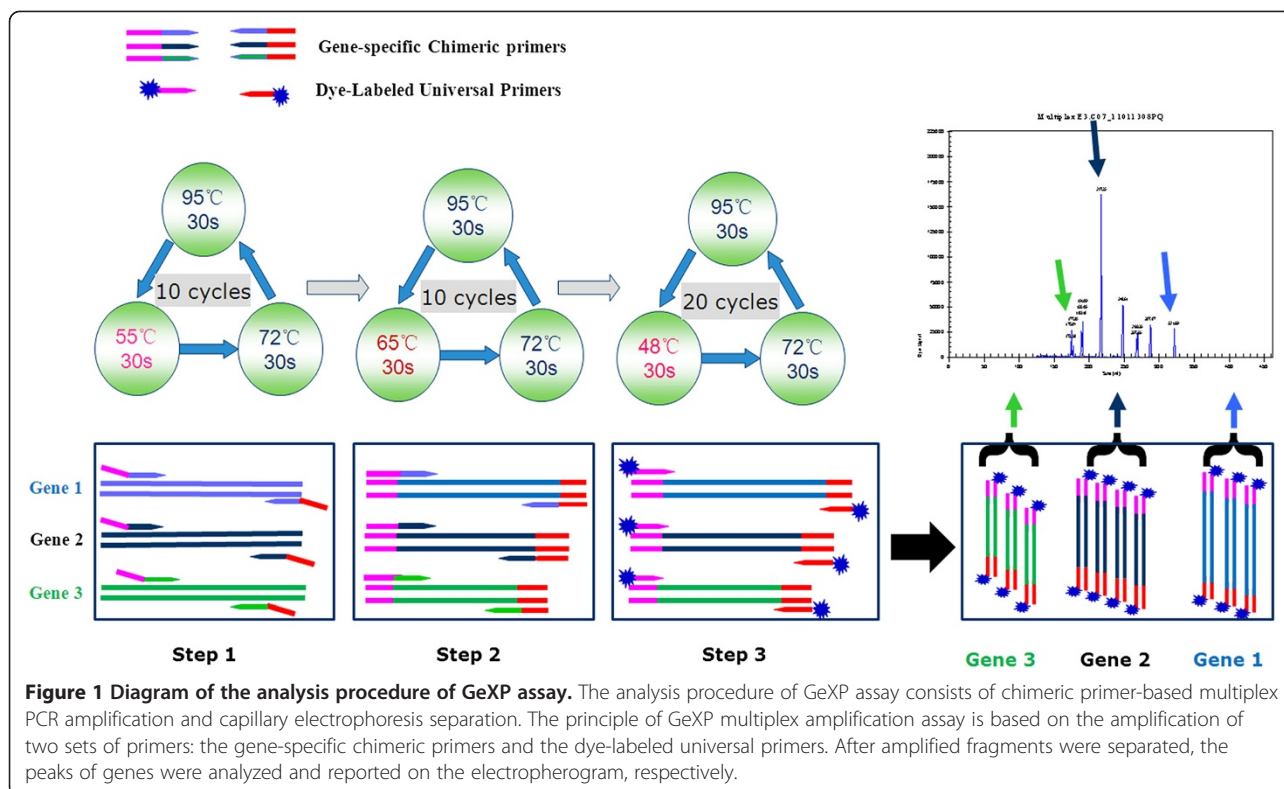 Gene-specific Chimeric primers
Dye-Labeled Universal Primers
95℃
30s
10 cycles
55℃
30s
72℃
30s
95℃
30s
10 cycles
65℃
30s
72℃
30s
95℃
30s
20 cycles
48℃
30s
72℃
30s
Gene 1
Gene 2
Gene 3
Step 1
Step 2
Step 3
Gene 3
Gene 2
Gene 1
Figure 1 Diagram of the analysis procedure of GeXP assay. The analysis procedure of GeXP assay consists of chimeric primer-based multiplex
PCR amplification and capillary electrophoresis separation. The principle of GeXP multiplex amplification assay is based on the amplification of
two sets of primers: the gene-specific chimeric primers and the dye-labeled universal primers. After amplified fragments were separated, the
peaks of genes were analyzed and reported on the electropherogram, respectively.